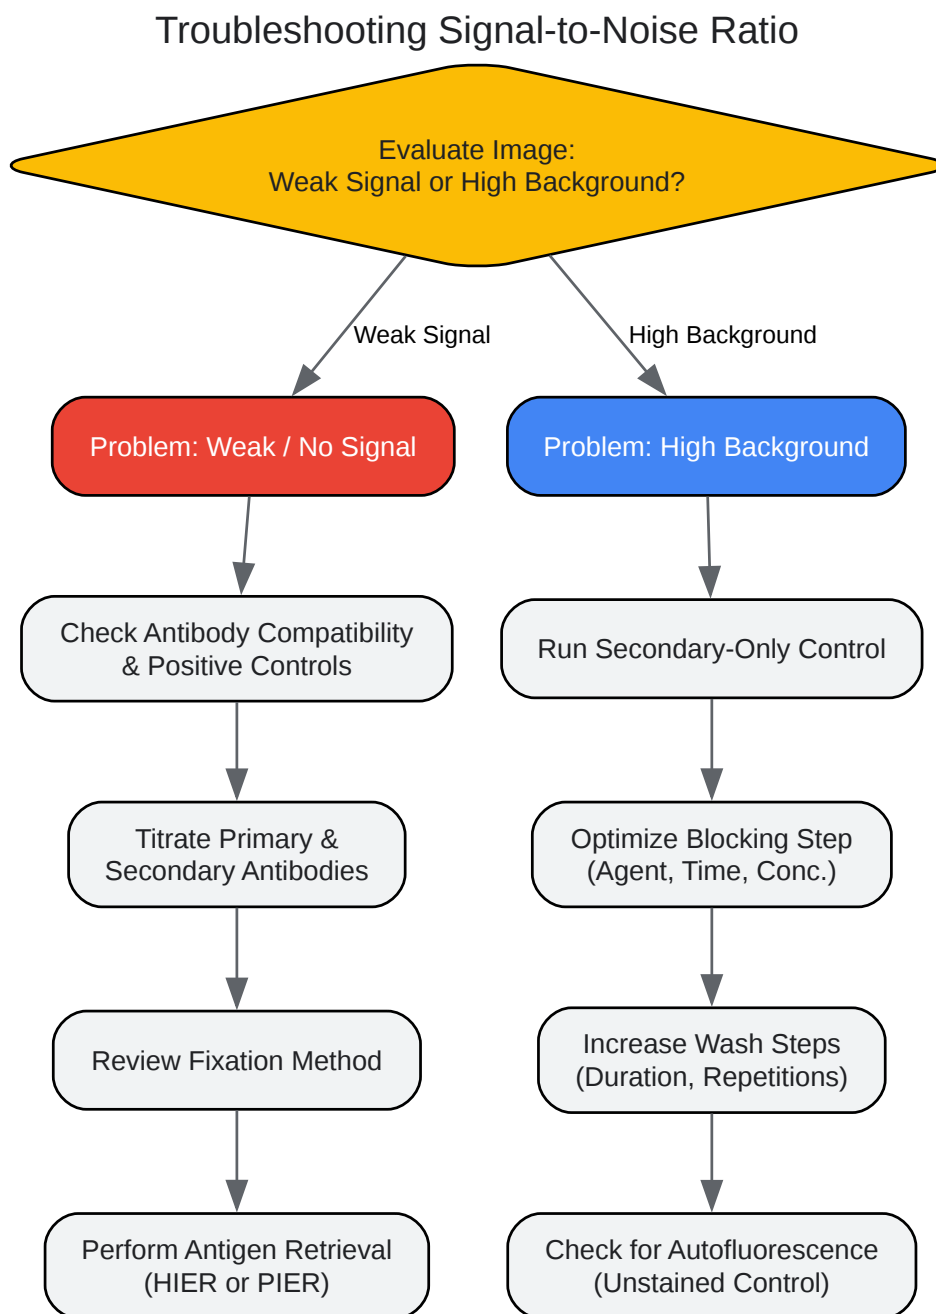 Troubleshooting Signal-to-Noise Ratio
Evaluate Image:
Weak Signal or High Background?
Weak Signal
High Background
Problem: Weak / No Signal
Problem: High Background
Check Antibody Compatibility
& Positive Controls
Run Secondary-Only Control
Titrate Primary &
Secondary Antibodies
Optimize Blocking Step
(Agent, Time, Conc.)
Review Fixation Method
Increase Wash Steps
(Duration, Repetitions)
Perform Antigen Retrieval
(HIER or PIER)
Check for Autofluorescence
(Unstained Control)